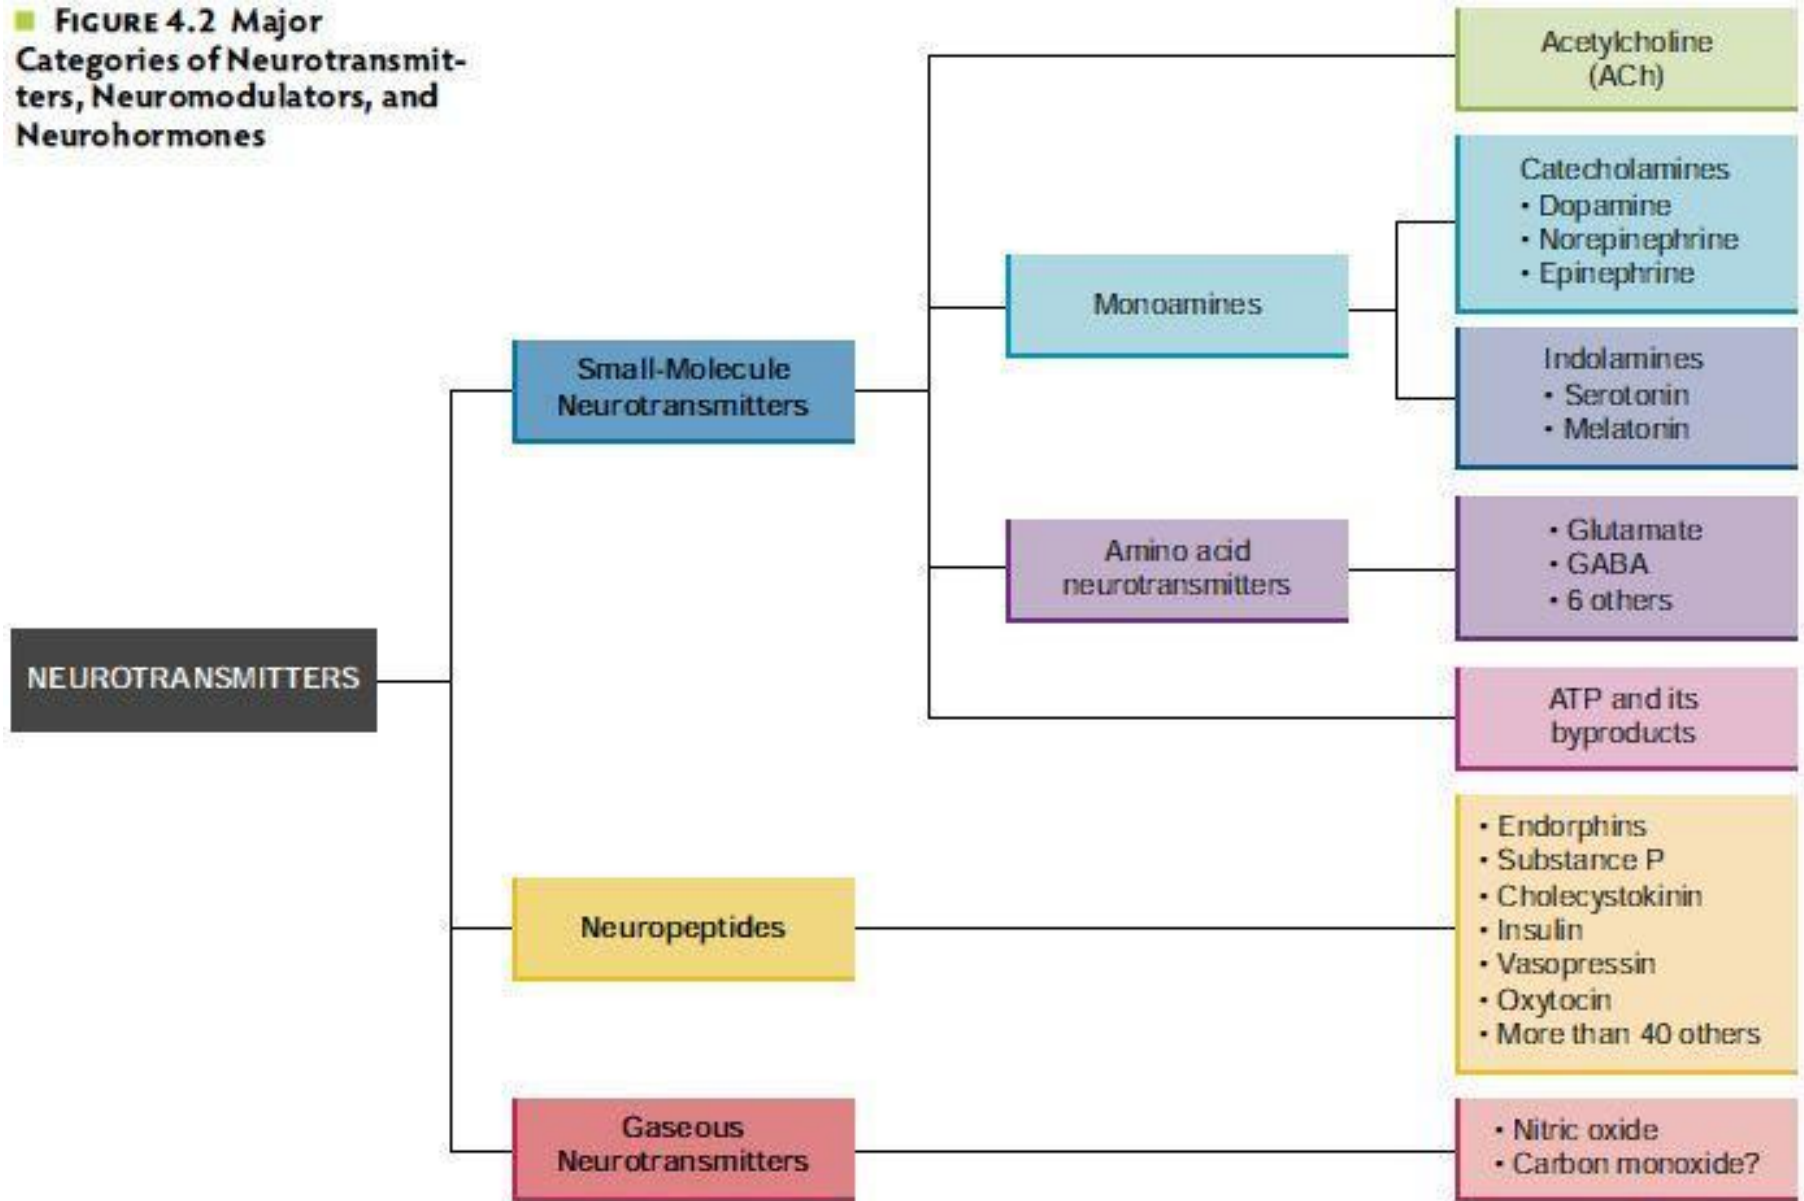 FIGURE 4.2 Major
Categories of Neurotransmit-
ters, Neuromodulators, and
Neurohormones
NEUROTRANSMITTERS
Small-Molecule
Neurotransmitters
Acetylcholine
(ACh)
Monoamines
Catecholamines
• Dopamine
• Norepinephrine
• Epinephrine
Indolamines
• Serotonin
• Melatonin
Amino acid
neurotransmitters
• Glutamate
• GABA
• 6 others
ATP and its
byproducts
Neuropeptides
• Endorphins
• Substance P
• Cholecystokinin
• Insulin
• Vasopressin
• Oxytocin
• More than 40 others
Gaseous
Neurotransmitters
• Nitric oxide
• Carbon monoxide?